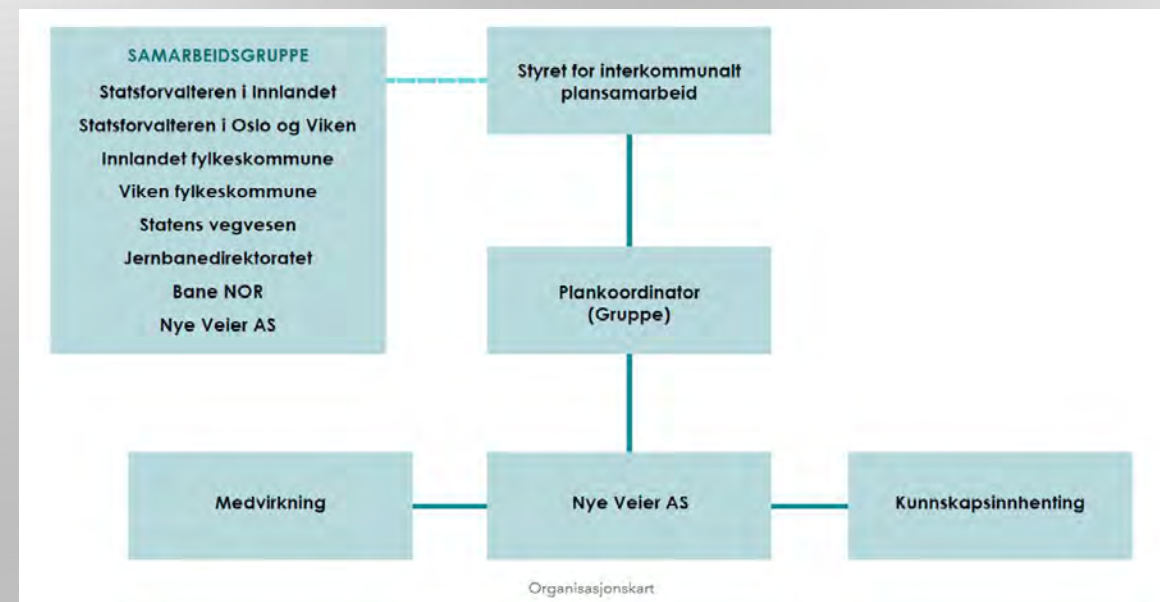 SAMARBEIDSGRUPPE
Statsforvalteren i Innlandet
Statsforvalteren i Oslo og Viken
Innlandet fylkeskommune
Viken fylkeskommune
Statens vegvesen
Jernbanedirektoratet
Bane NOR
Nye Veier AS
Styret for interkommunalt
plansamarbeid
Plankoordinator
(Gruppe)
Medvirkning
Nye Veier AS
Kunnskapsinnhenting
Organisasjonskart